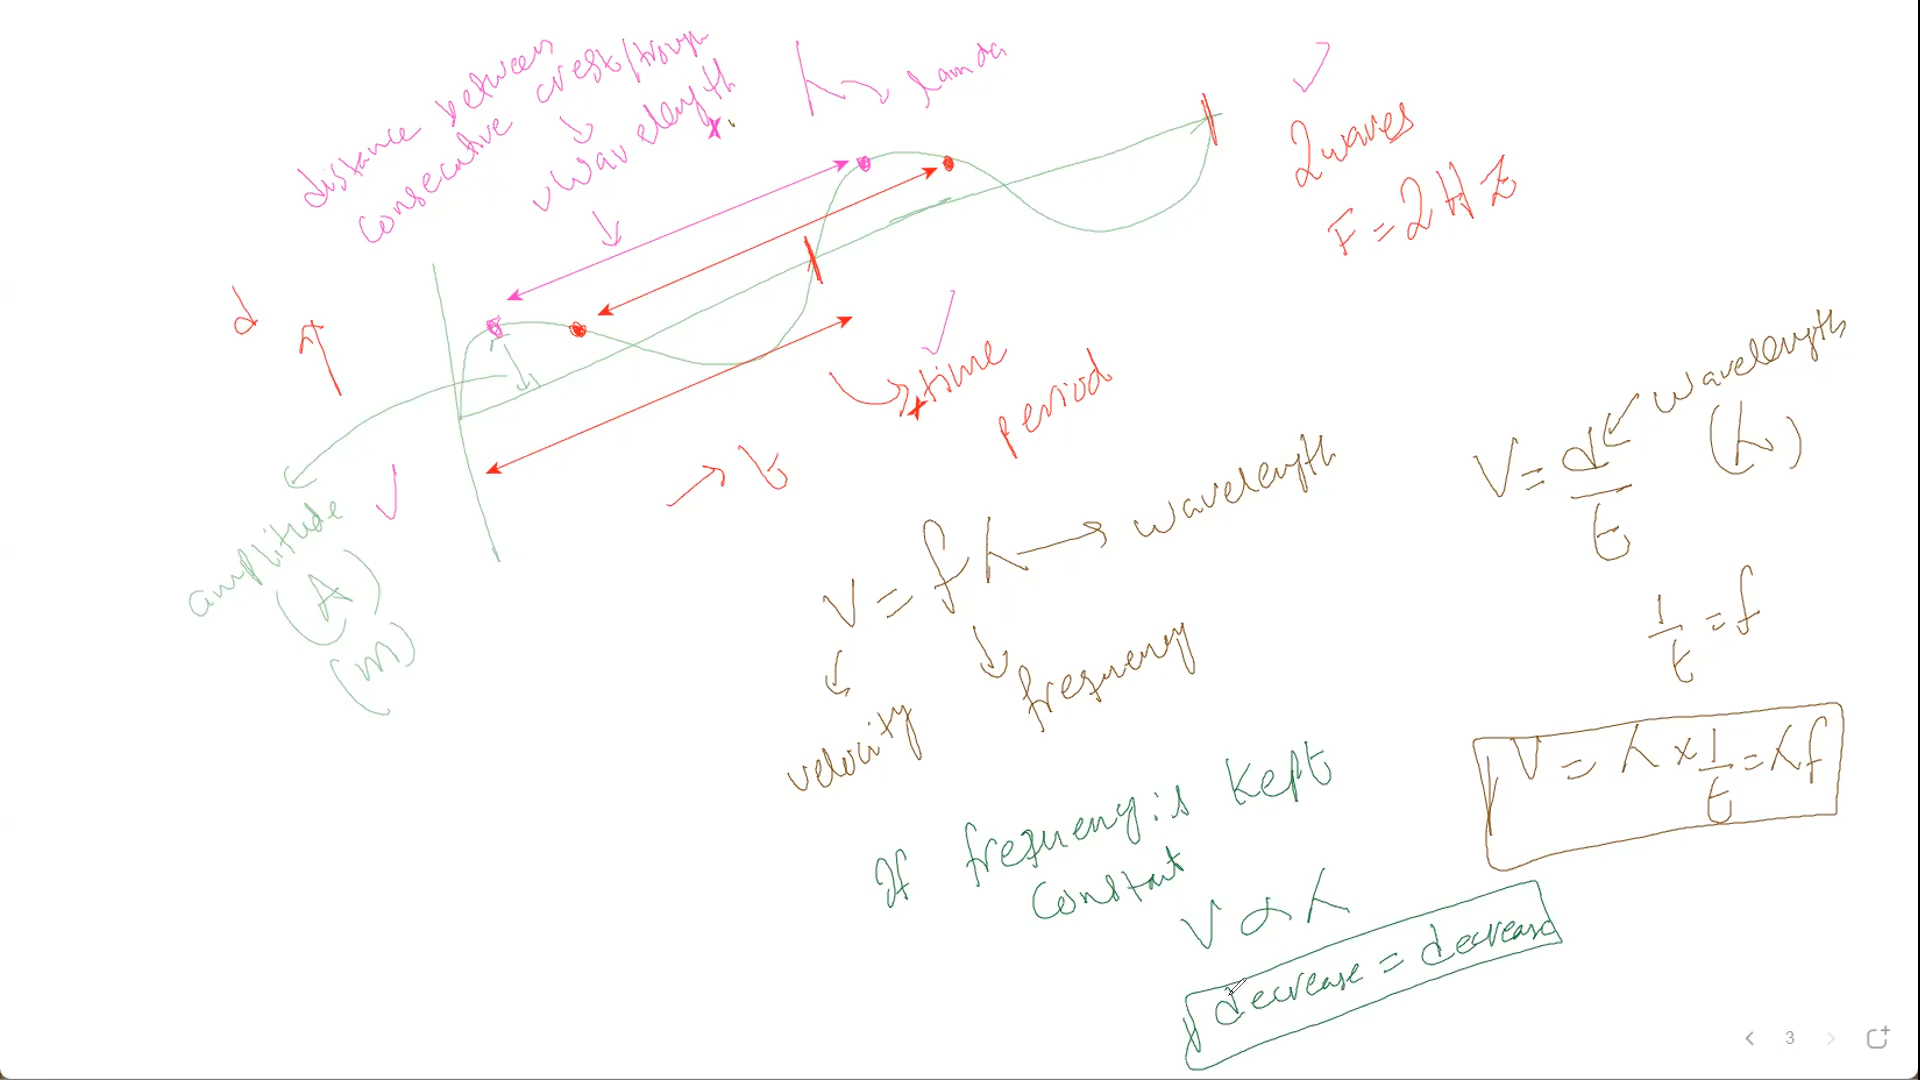 distance between
consecutive crest/trough
wavelength
λ lamda
2 waves
F = 2 Hz
d
time
period
t
amplitude
(A)
(m)
v = fλ → wavelength
velocity
frequency
V = d/t
wavelength
(λ)
1/t = f
V = λ × 1/t = λf
If frequency is kept
constant
V ∝ λ
decrease = decrease
3